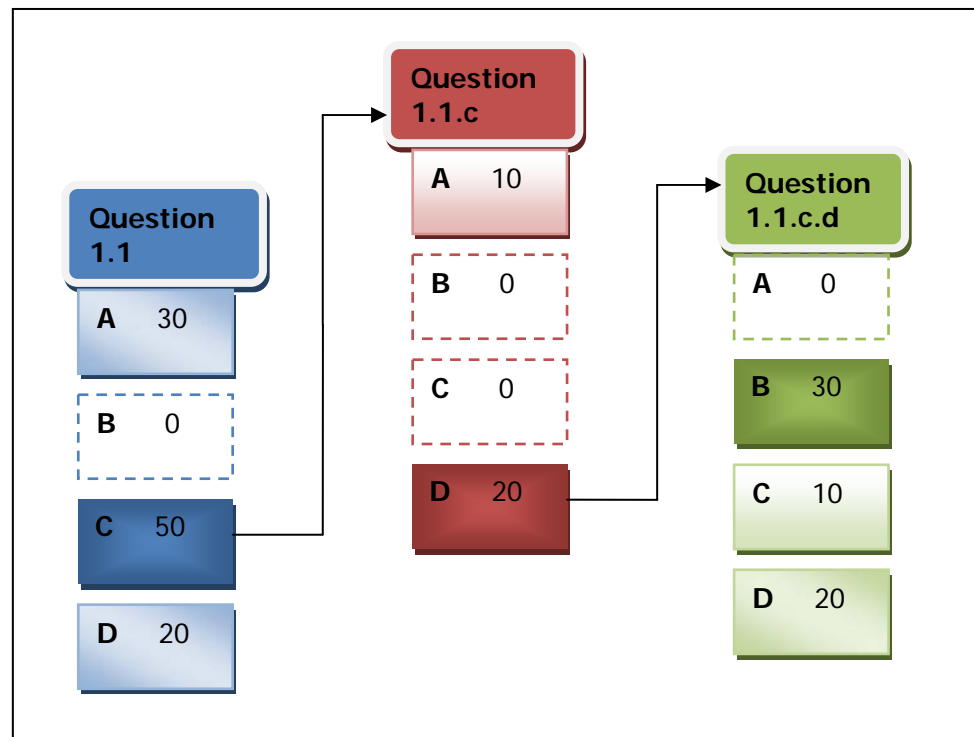 Question
1.1
A 30
B 0
C 50
D 20
Question
1.1.c
A 10
B 0
C 0
D 20
Question
1.1.c.d
A 0
B 30
C 10
D 20